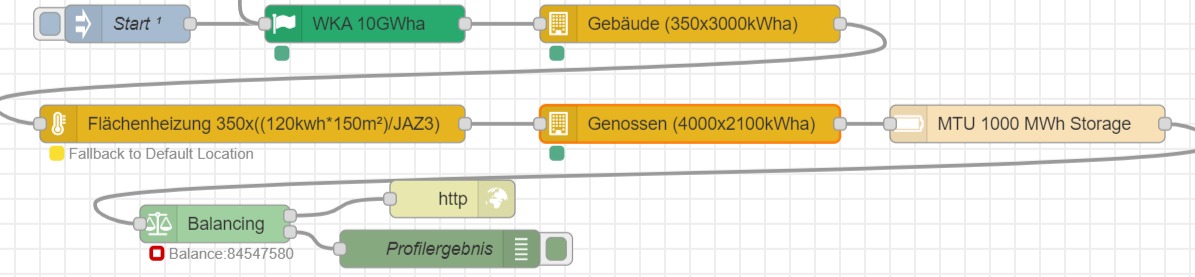 Start ¹
WKA 10GWha
Gebäude (350x3000kWha)
Flächenheizung 350x((120kwh*150m²)/JAZ3)
Genossen (4000x2100kWha)
MTU 1000 MWh Storage
Fallback to Default Location
http
Balancing
Profilergebnis
Balance:84547580